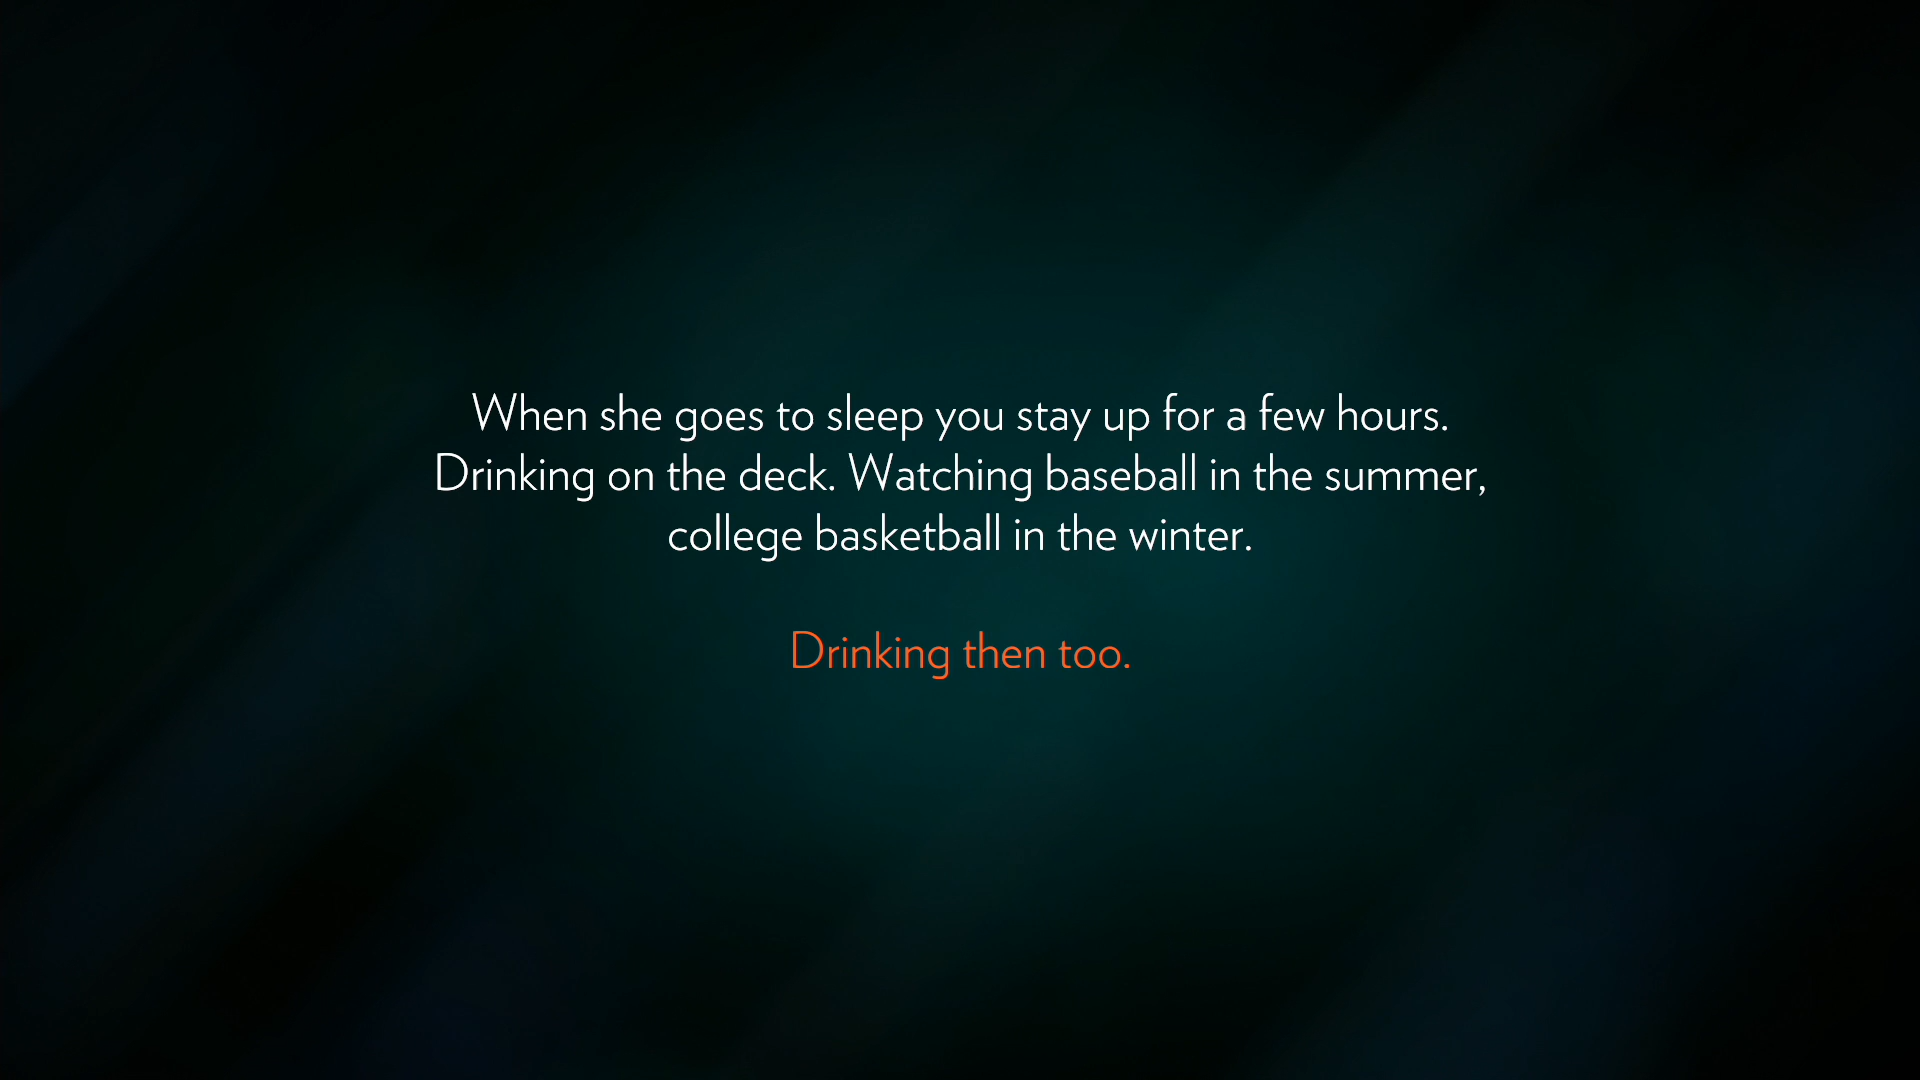 When she goes to sleep you stay up for a few hours.
Drinking on the deck. Watching baseball in the summer,
college basketball in the winter.
Drinking then too.